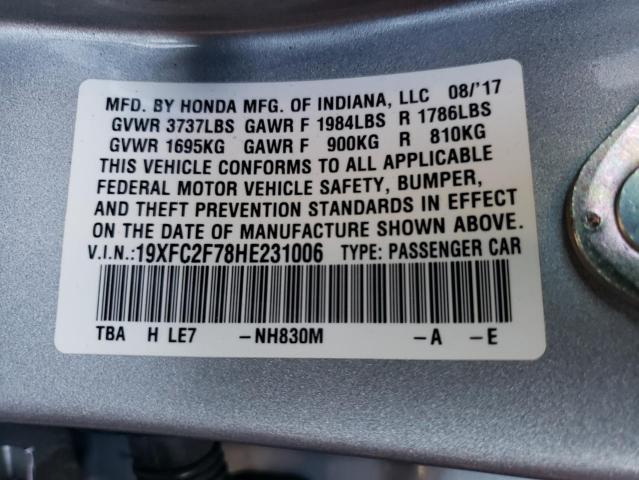 MFD. BY HONDA MFG. OF INDIANA, LLC 08/'17
GVWR 3737LBS GAWR F 1984LBS R 1786LBS
GVWR 1695KG GAWR F 900KG R 810KG
THIS VEHICLE CONFORMS TO ALL APPLICABLE
FEDERAL MOTOR VEHICLE SAFETY, BUMPER,
AND THEFT PREVENTION STANDARDS IN EFFECT
ON THE DATE OF MANUFACTURE SHOWN ABOVE.
V.I.N.:19XFC2F78HE231006 TYPE: PASSENGER CAR
TBA H LE7 -NH830M -A -E